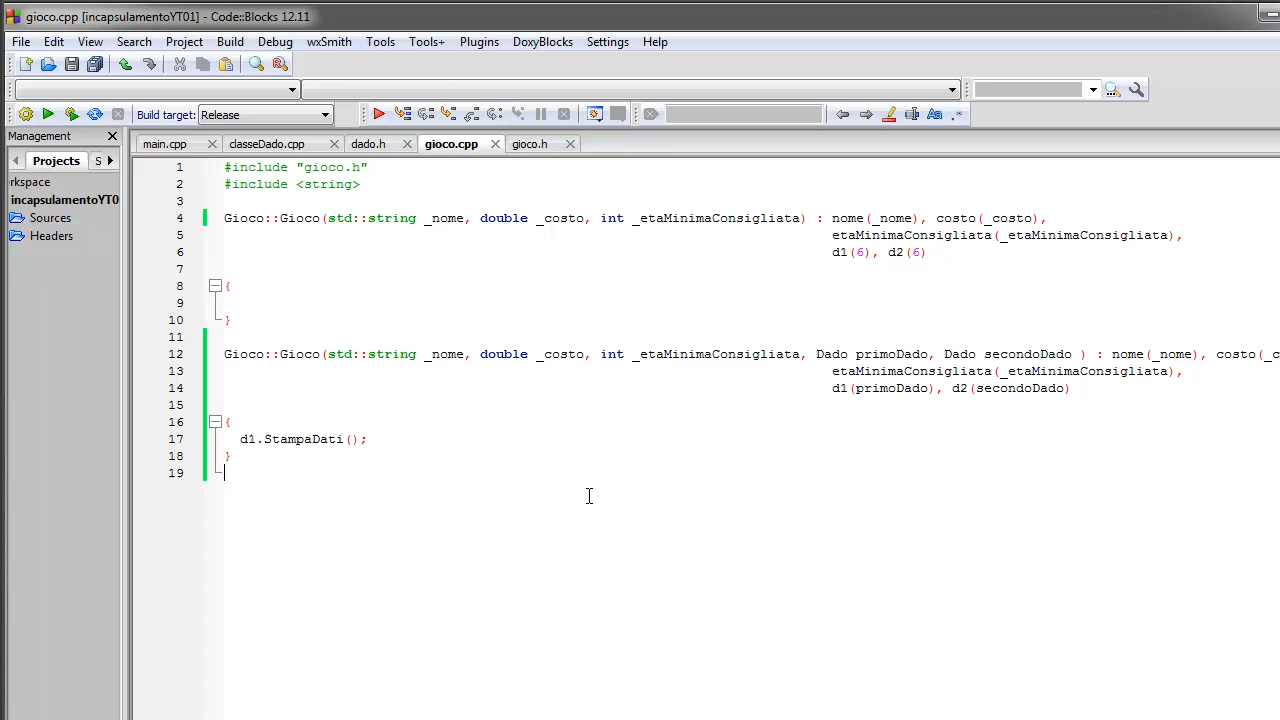 gioco.cpp [incapsulamentoYT01] - Code::Blocks 12.11
File Edit View Search Project Build Debug wxSmith Tools Tools+ Plugins DoxyBlocks Settings Help
Build target: Release
Management
Projects S
main.cpp classeDado.cpp dado.h gioco.cpp gioco.h
rkspace
incapsulamentoYT0
Sources
Headers
1 #include "gioco.h"
2 #include <string>
3
4 Gioco::Gioco(std::string _nome, double _costo, int _etaMinimaConsigliata) : nome(_nome), costo(_costo),
5 etaMinimaConsigliata(_etaMinimaConsigliata),
6 d1(6), d2(6)
7
8 {
9
10 }
11
12 Gioco::Gioco(std::string _nome, double _costo, int _etaMinimaConsigliata, Dado primoDado, Dado secondoDado ) : nome(_nome), costo(_c
13 etaMinimaConsigliata(_etaMinimaConsigliata),
14 d1(primoDado), d2(secondoDado)
15
16 {
17 d1.StampaDati();
18 }
19